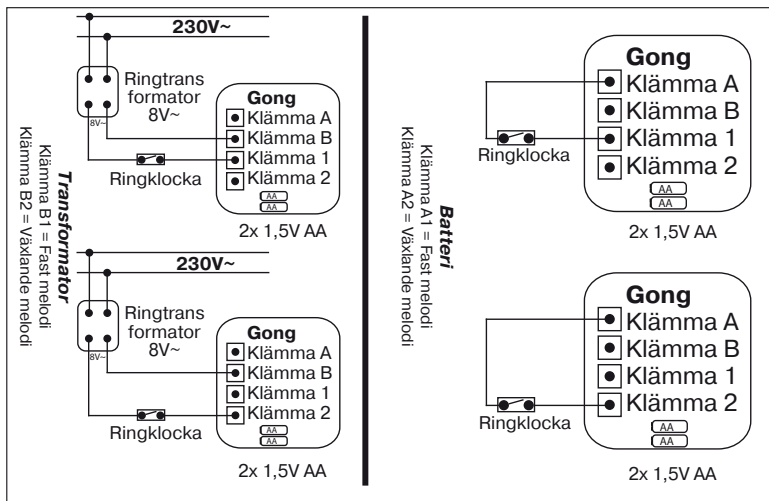 Transformator
Klämma B1 = Fast melodi
Klämma B2 = Växlande melodi
230V~
Ringtrans
formator
8V~
8V~
Gong
Klämma A
Klämma B
Klämma 1
Klämma 2
AA
AA
Ringklocka
2x 1,5V AA
230V~
Ringtrans
formator
8V~
8V~
Gong
Klämma A
Klämma B
Klämma 1
Klämma 2
AA
AA
Ringklocka
2x 1,5V AA
Batteri
Klämma A1 = Fast melodi
Klämma A2 = Växlande melodi
Gong
Klämma A
Klämma B
Klämma 1
Klämma 2
AA
AA
Ringklocka
2x 1,5V AA
Gong
Klämma A
Klämma B
Klämma 1
Klämma 2
AA
AA
Ringklocka
2x 1,5V AA